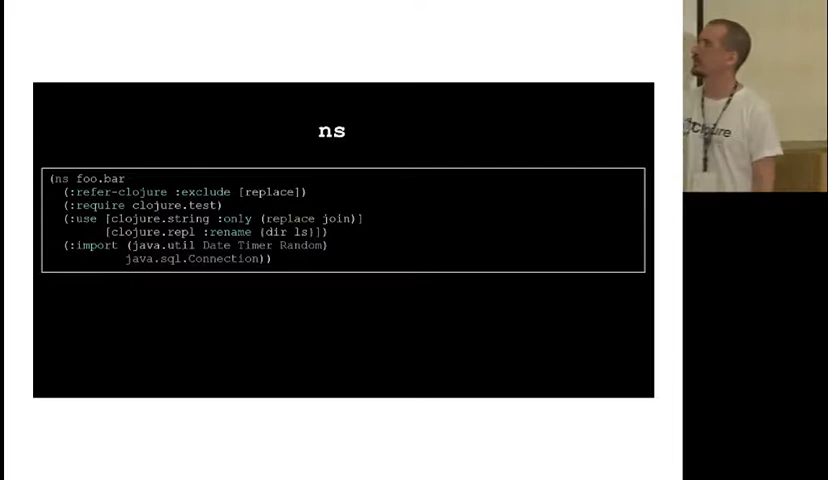 ns
(ns foo.bar
(:refer-clojure :exclude [replace])
(:require clojure.test)
(:use [clojure.string :only (replace join)]
[clojure.repl :rename {dir ls}])
(:import (java.util Date Timer Random)
java.sql.Connection))
Clojure